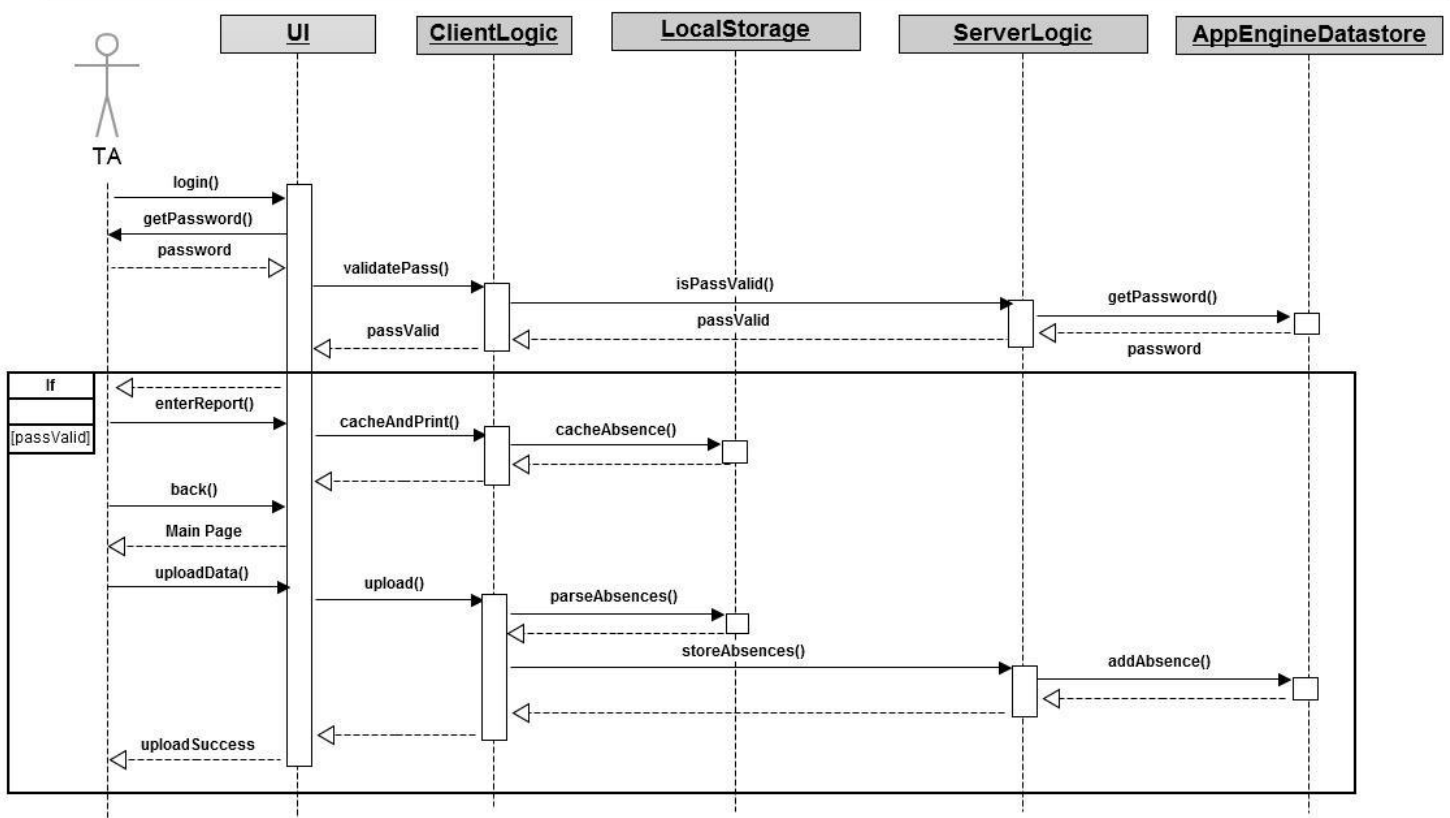 UI
ClientLogic
LocalStorage
ServerLogic
AppEngineDatastore
TA
login()
getPassword()
password
validatePass()
isPassValid()
getPassword()
passValid
passValid
password
If
[passValid]
enterReport()
cacheAndPrint()
cacheAbsence()
back()
Main Page
uploadData()
upload()
parseAbsences()
storeAbsences()
addAbsence()
uploadSuccess